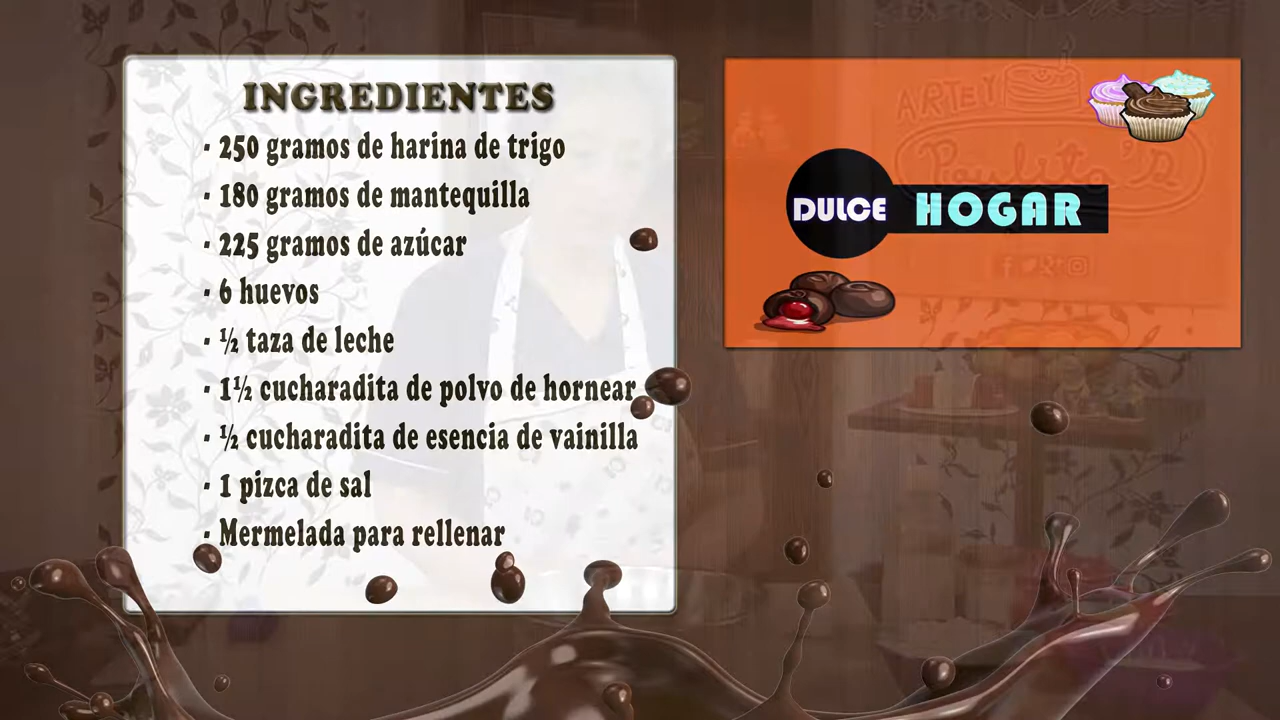 INGREDIENTES
· 250 gramos de harina de trigo
· 180 gramos de mantequilla
· 225 gramos de azúcar
· 6 huevos
· ½ taza de leche
· 1½ cucharadita de polvo de hornear
· ½ cucharadita de esencia de vainilla
· 1 pizca de sal
· Mermelada para rellenar
ARTE Y
DULCE HOGAR